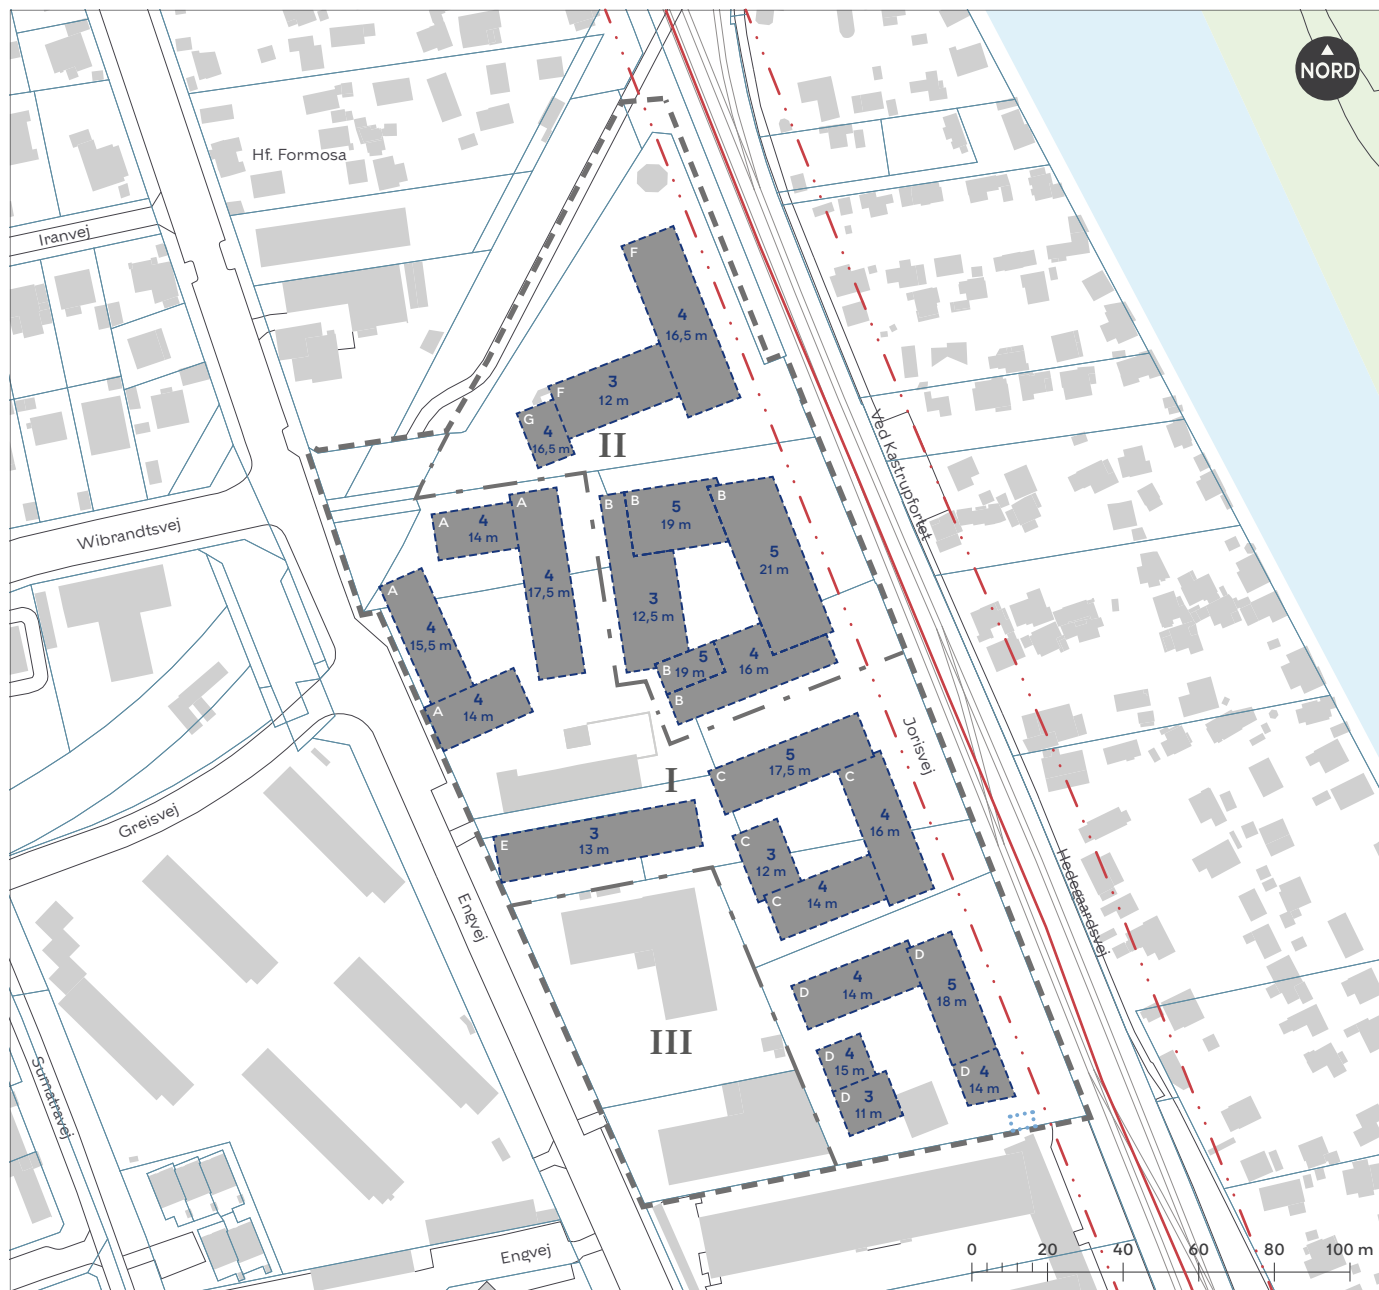 NORD
Hf. Formosa
Iranvej
F
4
16,5 m
F
3
12 m
G
4
16,5 m
II
Ved Kastrupfortet
Wibrandtsvej
A
4
14 m
A
4
17,5 m
B
B
5
19 m
B
5
21 m
A
4
15,5 m
3
12,5 m
B
5
19 m
4
16 m
B
A
4
14 m
Jorisvej
C
5
17,5 m
C
4
16 m
I
Greisvej
E
3
13 m
C
3
12 m
C
4
14 m
Hedegaardsvej
Engvej
D
4
14 m
D
5
18 m
III
D
4
15 m
D
3
11 m
D
4
14 m
Sumatravej
Engvej
0 20 40 60 80 100 m